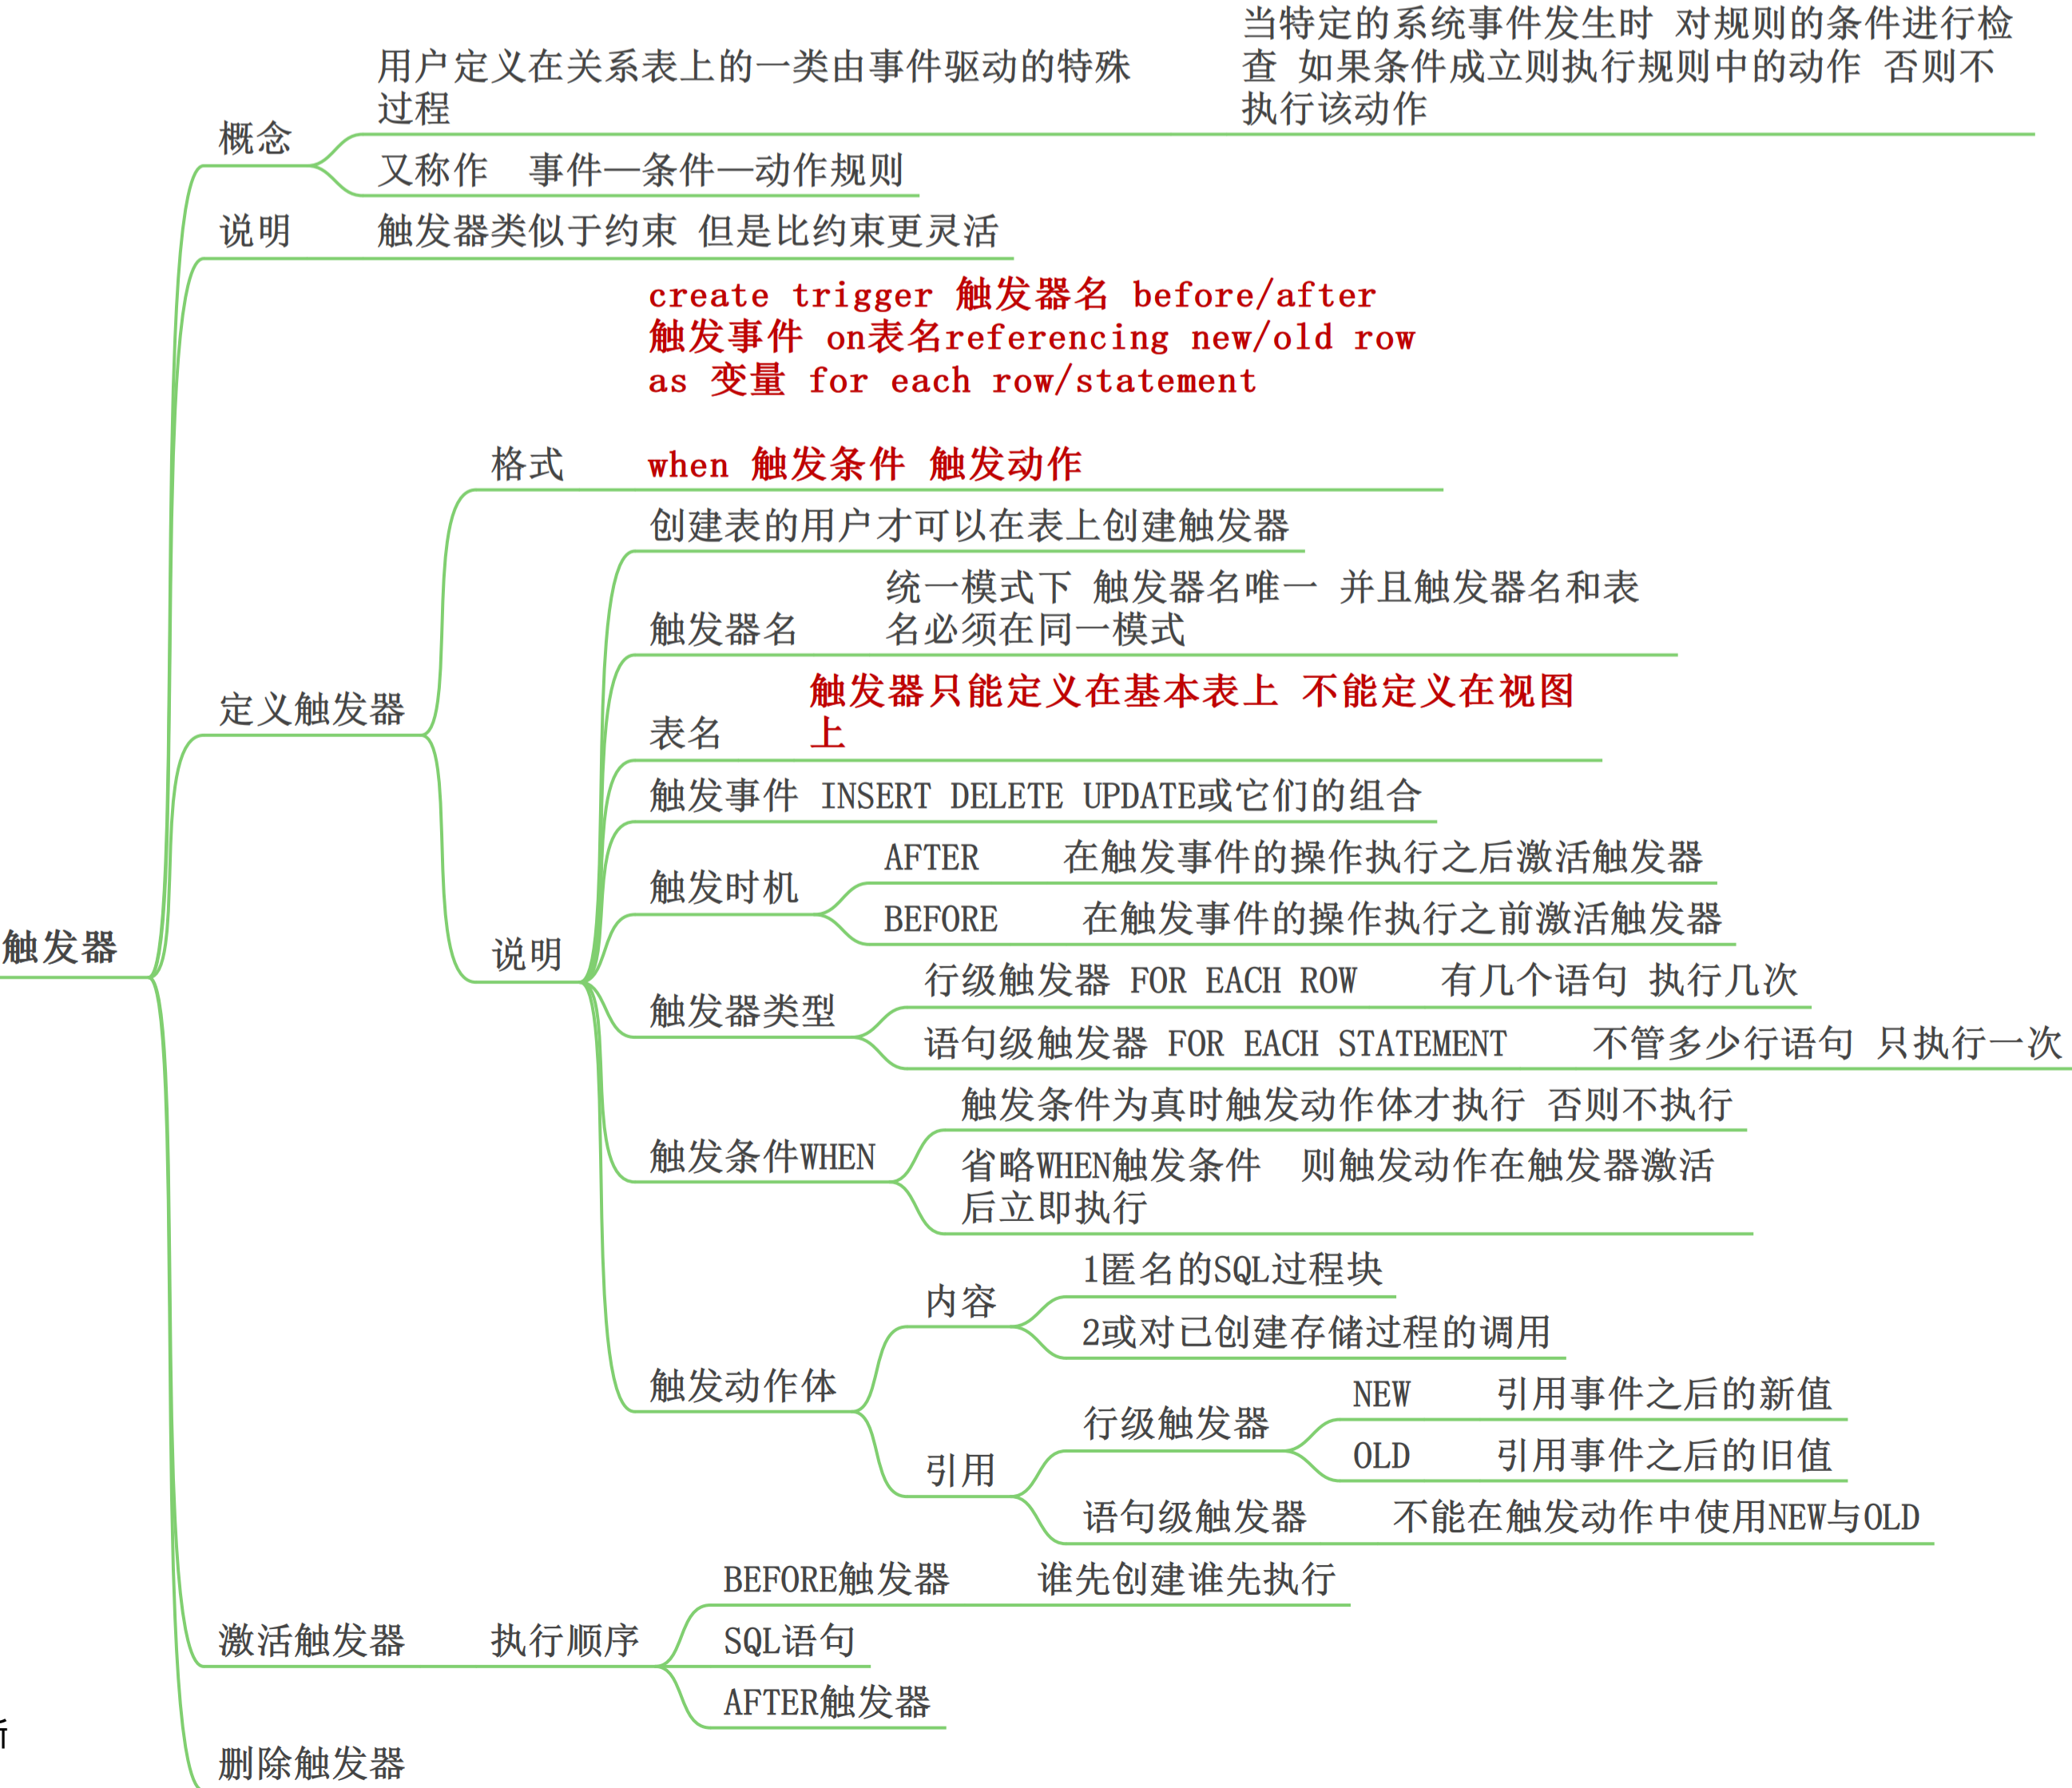 触发器
概念
用户定义在关系表上的一类由事件驱动的特殊
过程
当特定的系统事件发生时 对规则的条件进行检
查 如果条件成立则执行规则中的动作 否则不
执行该动作
又称作 事件—条件—动作规则
说明
触发器类似于约束 但是比约束更灵活
定义触发器
格式
create trigger 触发器名 before/after
触发事件 on表名referencing new/old row
as 变量 for each row/statement
when 触发条件 触发动作
说明
创建表的用户才可以在表上创建触发器
触发器名
统一模式下 触发器名唯一 并且触发器名和表
名必须在同一模式
表名
触发器只能定义在基本表上 不能定义在视图
上
触发事件 INSERT DELETE UPDATE或它们的组合
触发时机
AFTER 在触发事件的操作执行之后激活触发器
BEFORE 在触发事件的操作执行之前激活触发器
触发器类型
行级触发器 FOR EACH ROW 有几个语句 执行几次
语句级触发器 FOR EACH STATEMENT 不管多少行语句 只执行一次
触发条件WHEN
触发条件为真时触发动作体才执行 否则不执行
省略WHEN触发条件 则触发动作在触发器激活
后立即执行
触发动作体
内容
1匿名的SQL过程块
2或对已创建存储过程的调用
引用
行级触发器
NEW 引用事件之后的新值
OLD 引用事件之后的旧值
语句级触发器 不能在触发动作中使用NEW与OLD
激活触发器
执行顺序
BEFORE触发器 谁先创建谁先执行
SQL语句
AFTER触发器
删除触发器